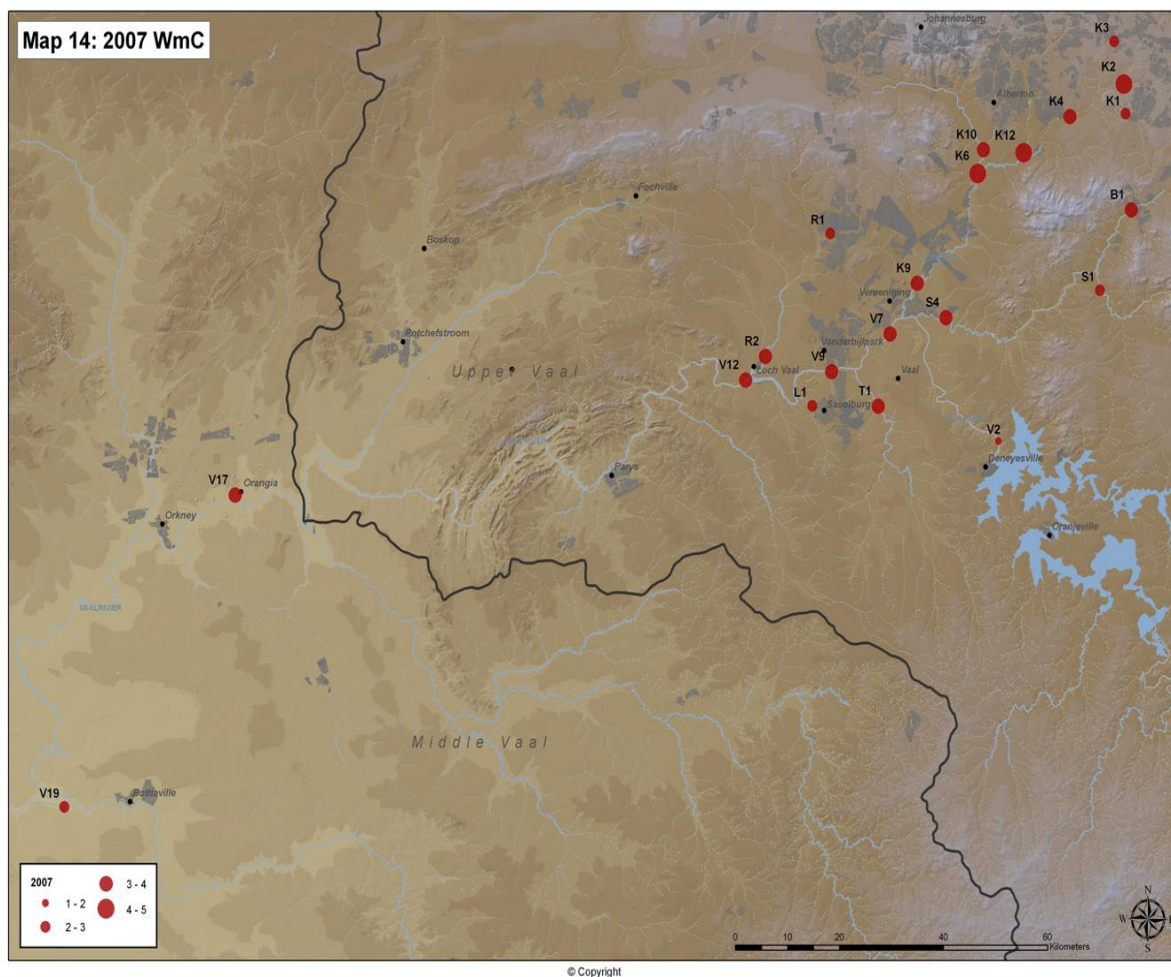 Map 14: 2007 WmC
Johannesburg
K3
K2
Alberton
K4
K1
K10
K12
K6
Fochville
B1
R1
Boskop
K9
S1
Vereeniging
S4
V7
Potchefstroom
R2
Vanderbijlpark
Upper Vaal
V12
Loch Vaal
V9
Vaal
L1
T1
Saselburg
V2
Deneyesville
Parys
V17
Orangia
Orkney
Oranjeville
VAALRIVIER
Middle Vaal
V19
Bothaville
2007
1 - 2
2 - 3
3 - 4
4 - 5
N
W
S
0
20
40
60
Kilometers
© Copyright